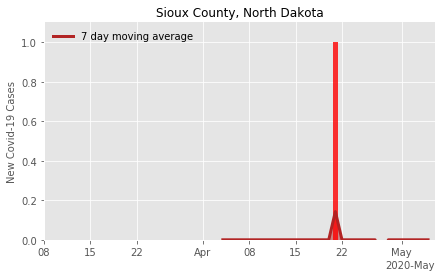 Sioux County, North Dakota
7 day moving average
New Covid-19 Cases
1.0
0.8
0.6
0.4
0.2
0.0
08 15 22 Apr 08 15 22 May
2020-May